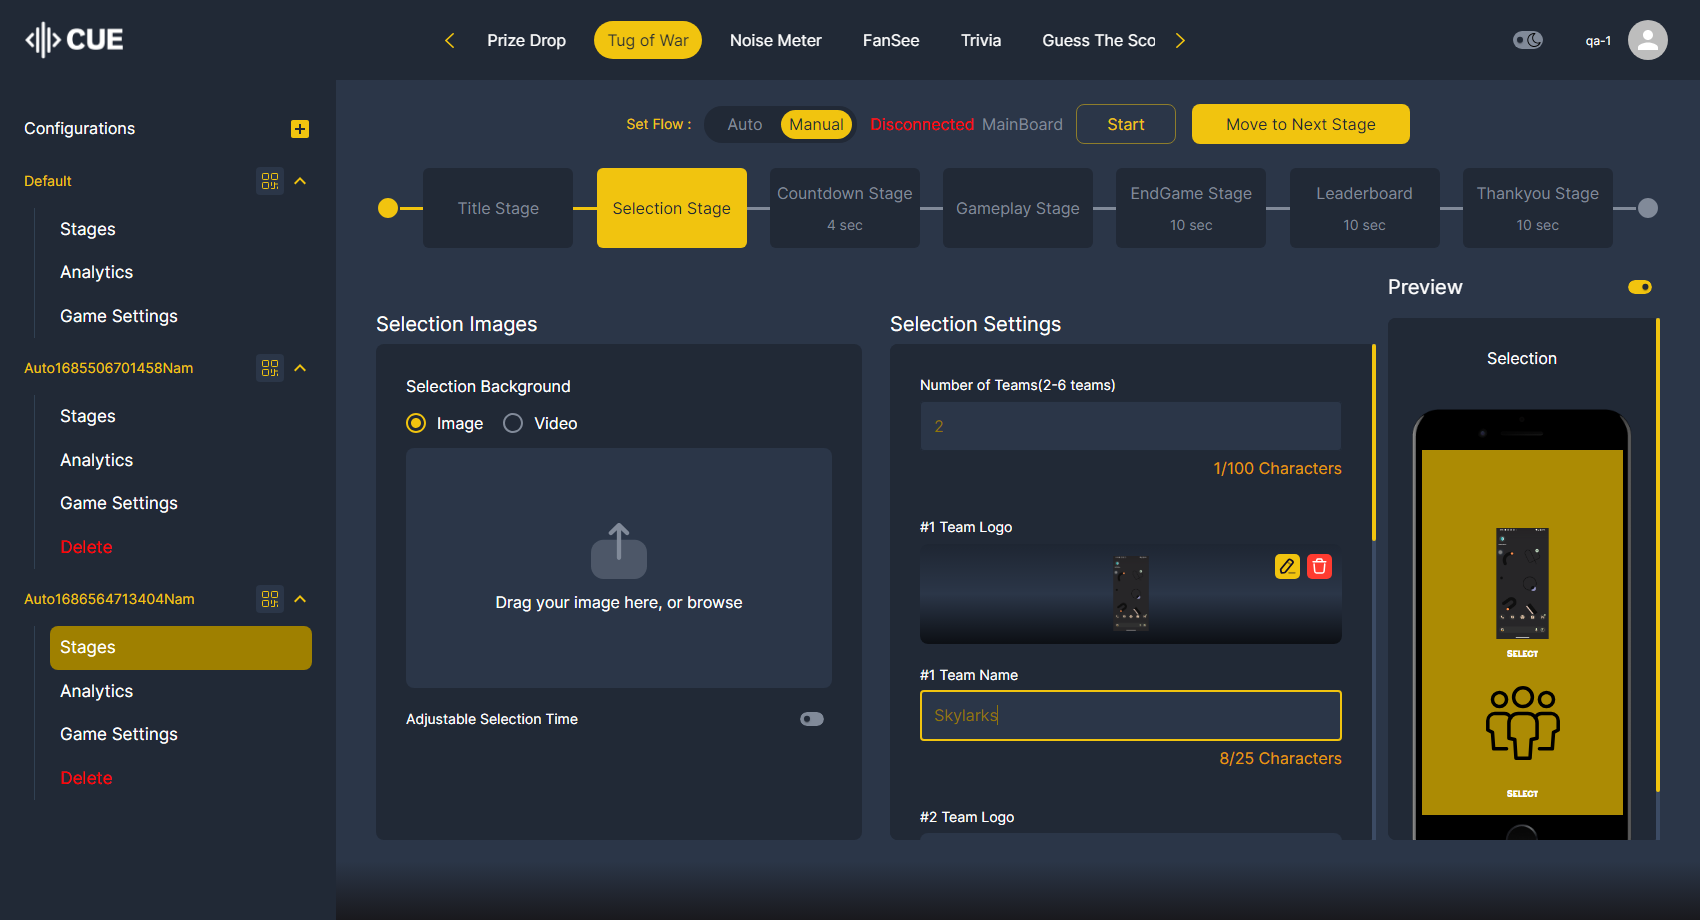 CUE
Prize Drop
Tug of War
Noise Meter
FanSee
Trivia
Guess The Sco
qa-1
Configurations
Default
Stages
Analytics
Game Settings
Auto1685506701458Nam
Stages
Analytics
Game Settings
Delete
Auto1686564713404Nam
Stages
Analytics
Game Settings
Delete
Set Flow :
Auto
Manual
Disconnected MainBoard
Start
Move to Next Stage
Title Stage
Selection Stage
Countdown Stage
4 sec
Gameplay Stage
EndGame Stage
10 sec
Leaderboard
10 sec
Thankyou Stage
10 sec
Selection Images
Selection Background
Image
Video
Drag your image here, or browse
Adjustable Selection Time
Selection Settings
Number of Teams(2-6 teams)
2
1/100 Characters
#1 Team Logo
#1 Team Name
Skylarks
8/25 Characters
#2 Team Logo
Preview
Selection
SELECT
SELECT